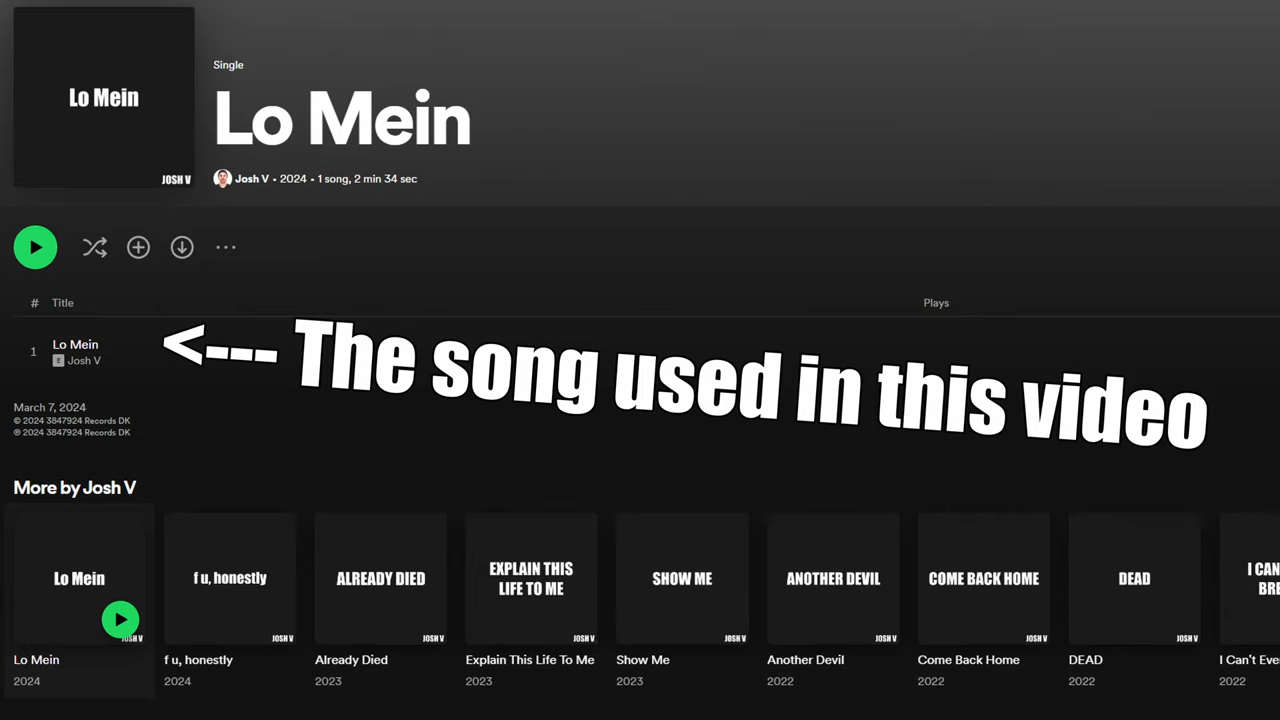 Lo Mein
JOSH V
Single
Lo Mein
Josh V • 2024 • 1 song, 2 min 34 sec
# Title Plays
1 Lo Mein
E Josh V
<--- The song used in this video
March 7, 2024
© 2024 3847924 Records DK
℗ 2024 3847924 Records DK
More by Josh V
Lo Mein
JOSH V
Lo Mein
2024
f u, honestly
JOSH V
f u, honestly
2024
ALREADY DIED
JOSH V
Already Died
2023
EXPLAIN THIS
LIFE TO ME
JOSH V
Explain This Life To Me
2023
SHOW ME
JOSH V
Show Me
2023
ANOTHER DEVIL
JOSH V
Another Devil
2022
COME BACK HOME
JOSH V
Come Back Home
2022
DEAD
JOSH V
DEAD
2022
I CAN
BRE
I Can't Eve
2022